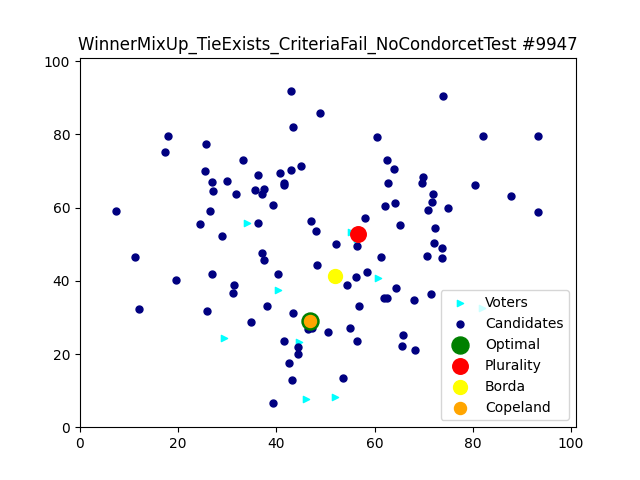 WinnerMixUp_TieExists_CriteriaFail_NoCondorcetTest #9947
100
80
60
40
20
0
0 20 40 60 80 100
Voters
Candidates
Optimal
Plurality
Borda
Copeland